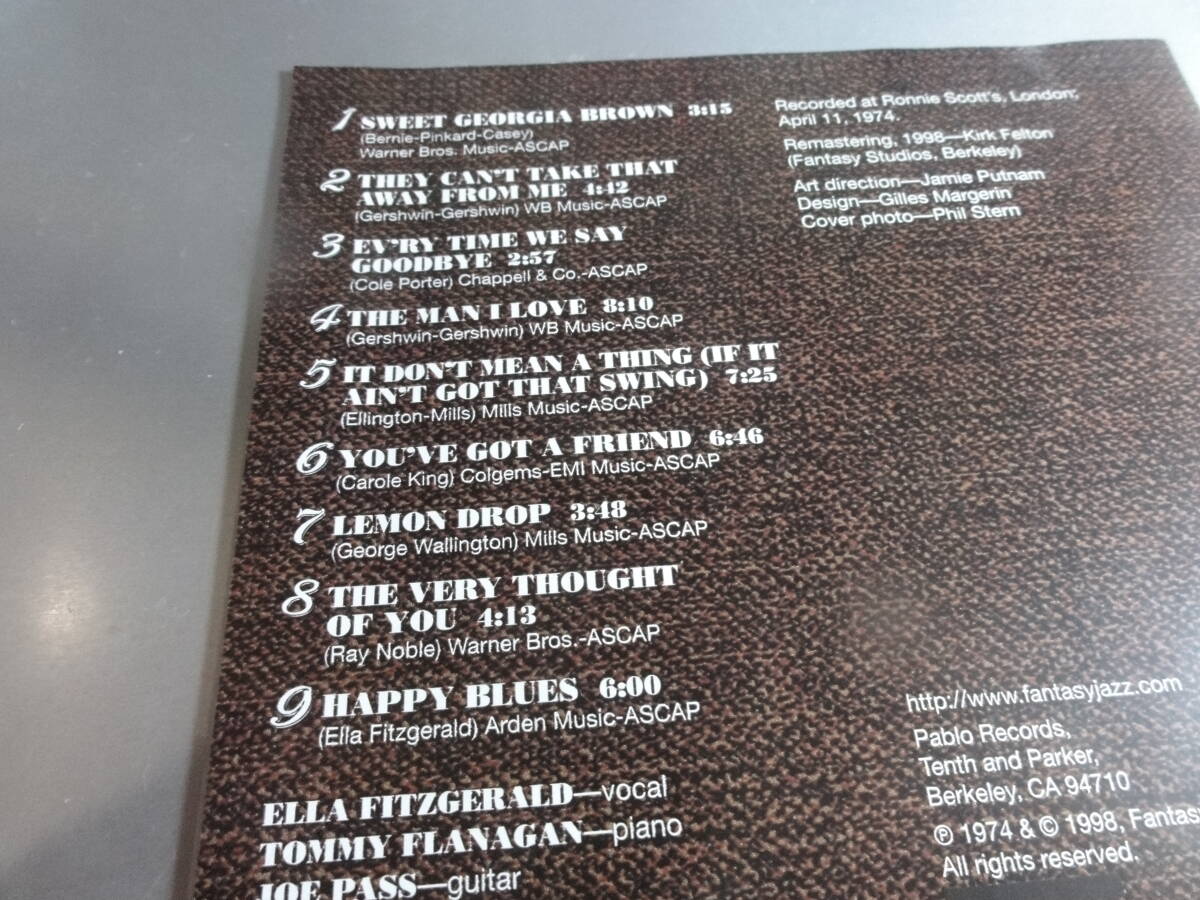 1 SWEET GEORGIA BROWN 3:15
(Bernie-Pinkard-Casey)
Warner Bros. Music-ASCAP
2 THEY CAN'T TAKE THAT
AWAY FROM ME 4:42
(Gershwin-Gershwin) WB Music-ASCAP
3 EV'RY TIME WE SAY
GOODBYE 2:57
(Cole Porter) Chappell & Co.-ASCAP
4 THE MAN I LOVE 8:10
(Gershwin-Gershwin) WB Music-ASCAP
5 IT DON'T MEAN A THING (IF IT
AIN'T GOT THAT SWING) 7:25
(Ellington-Mills) Mills Music-ASCAP
6 YOU'VE GOT A FRIEND 6:46
(Carole King) Colgems-EMI Music-ASCAP
7 LEMON DROP 3:48
(George Wallington) Mills Music-ASCAP
8 THE VERY THOUGHT
OF YOU 4:13
(Ray Noble) Warner Bros.-ASCAP
9 HAPPY BLUES 6:00
(Ella Fitzgerald) Arden Music-ASCAP
ELLA FITZGERALD—vocal
TOMMY FLANAGAN—piano
JOE PASS—guitar
Recorded at Ronnie Scott's, London;
April 11, 1974.
Remastering, 1998—Kirk Felton
(Fantasy Studios, Berkeley)
Art direction—Jamie Putnam
Design—Gilles Margerin
Cover photo—Phil Stern
http://www.fantasyjazz.com
Pablo Records,
Tenth and Parker,
Berkeley, CA 94710
℗ 1974 & © 1998, Fantas
All rights reserved.